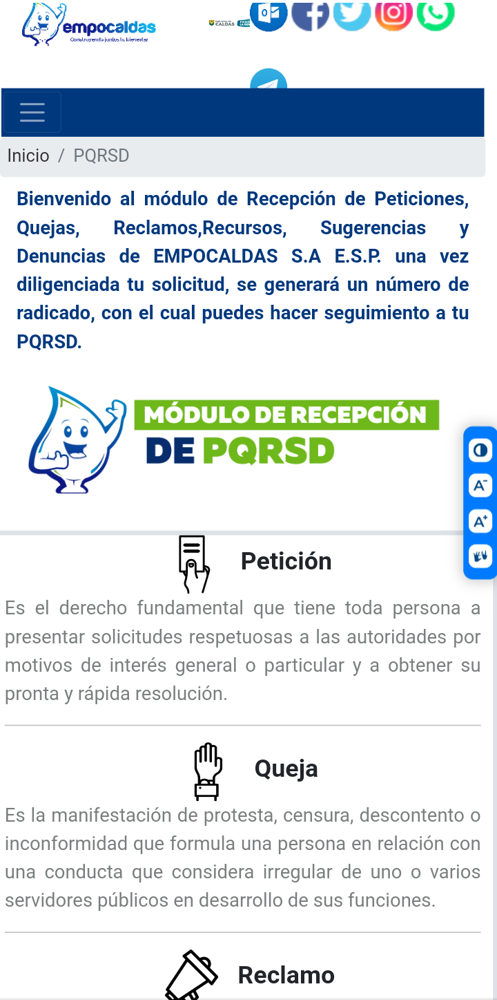 empocaldas
Construyendo juntos tu bienestar
CALDAS
Inicio / PQRSD
Bienvenido al módulo de Recepción de Peticiones,
Quejas, Reclamos,Recursos, Sugerencias y
Denuncias de EMPOCALDAS S.A E.S.P. una vez
diligenciada tu solicitud, se generará un número de
radicado, con el cual puedes hacer seguimiento a tu
PQRSD.
MÓDULO DE RECEPCIÓN
DE PQRSD
A-
A+
Petición
Es el derecho fundamental que tiene toda persona a
presentar solicitudes respetuosas a las autoridades por
motivos de interés general o particular y a obtener su
pronta y rápida resolución.
Queja
Es la manifestación de protesta, censura, descontento o
inconformidad que formula una persona en relación con
una conducta que considera irregular de uno o varios
servidores públicos en desarrollo de sus funciones.
Reclamo